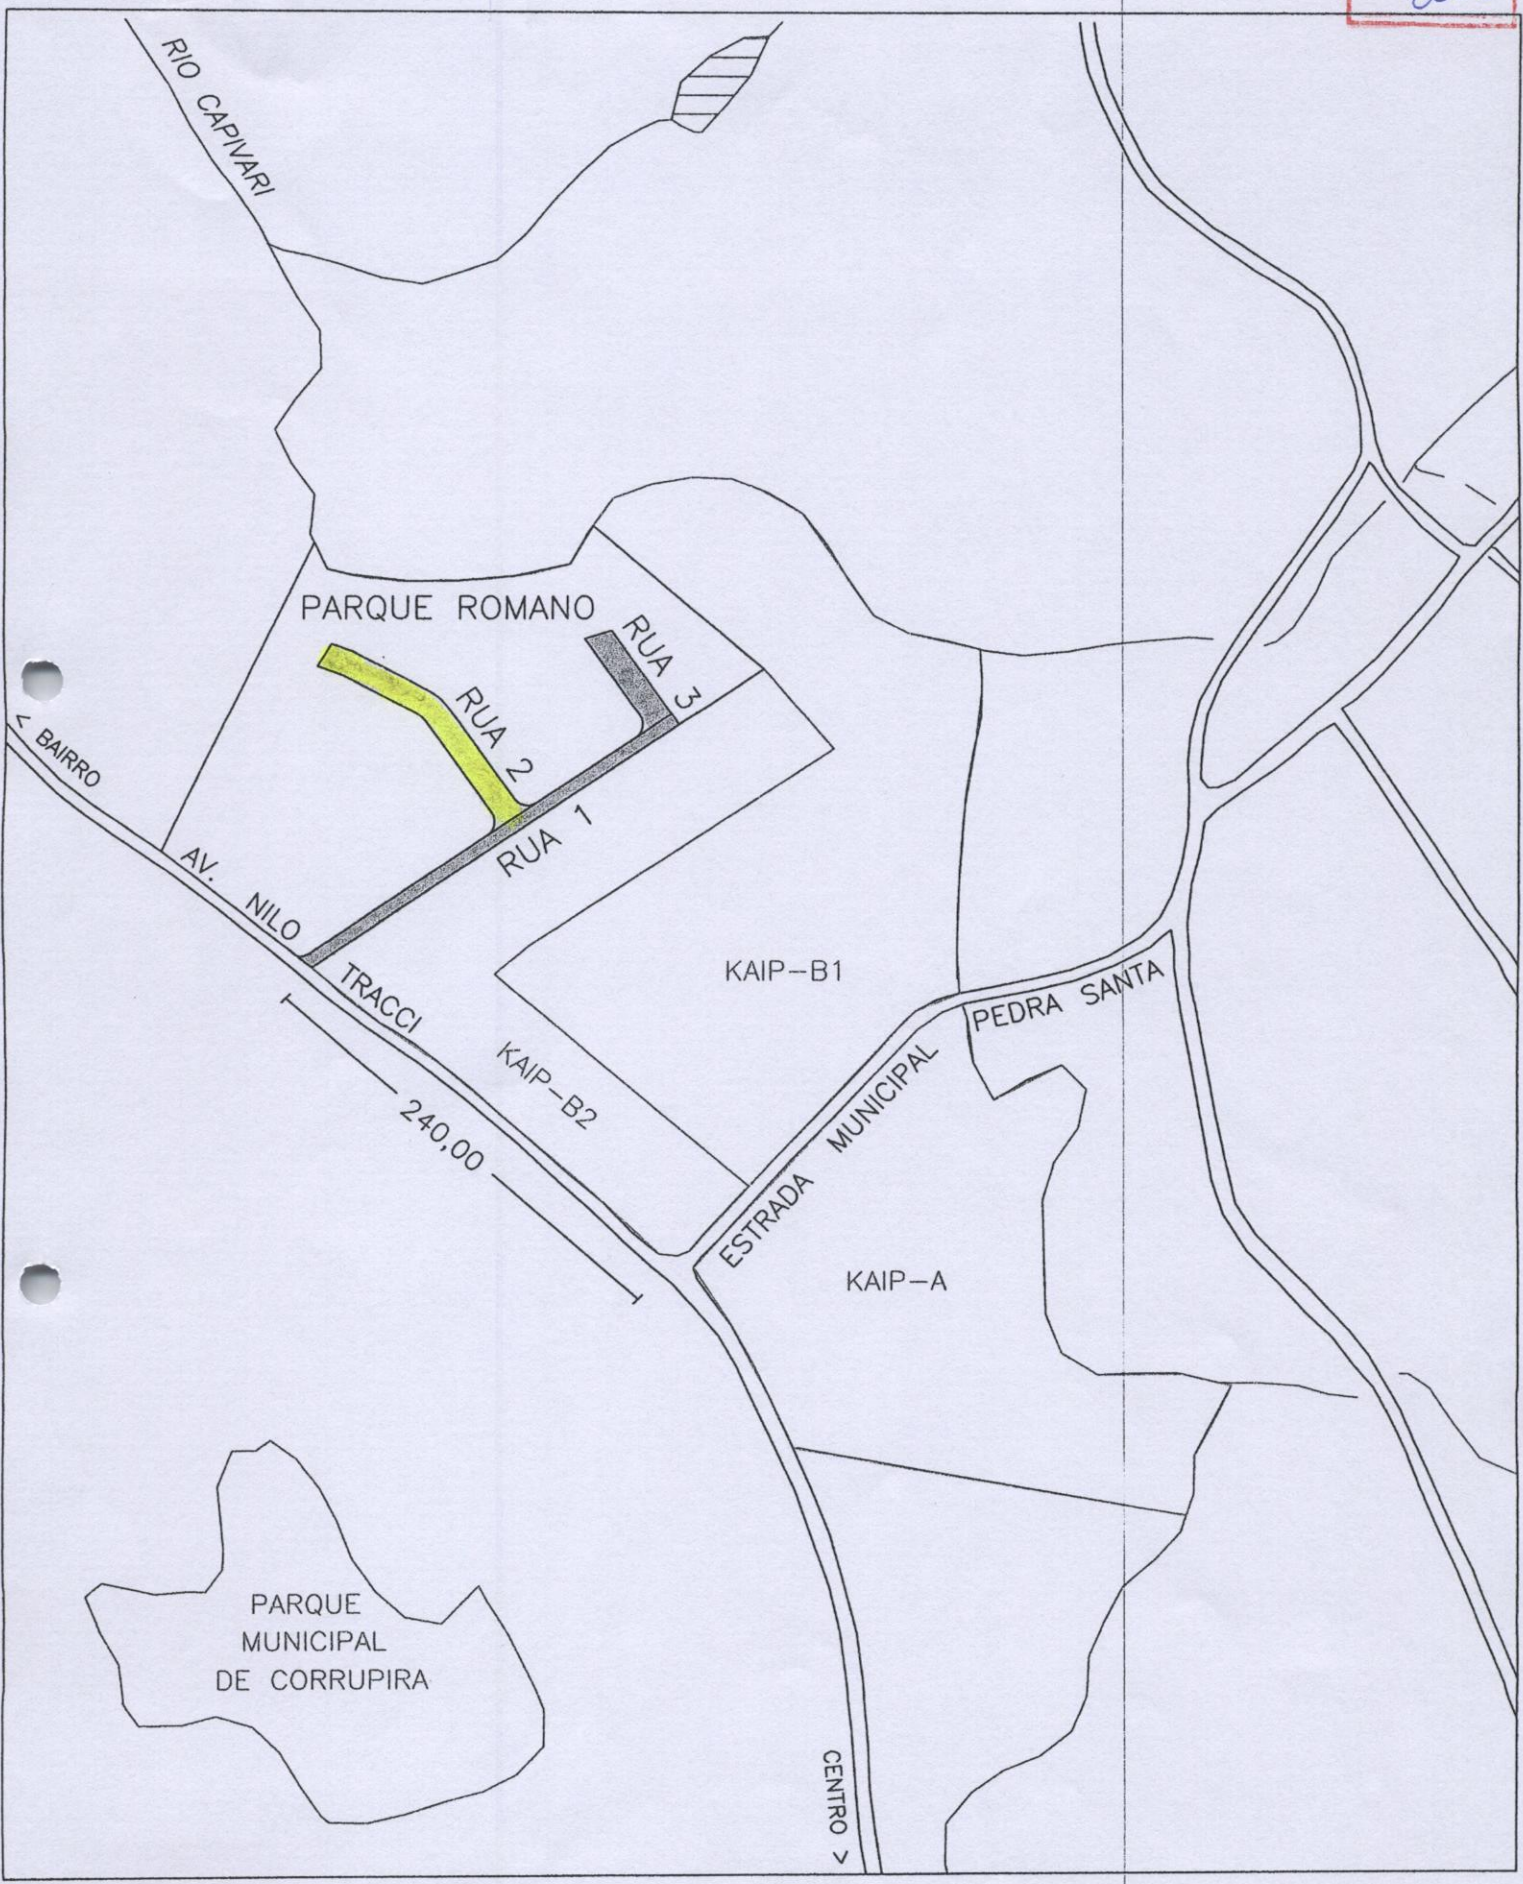 RIO CAPIVARI
PARQUE ROMANO
RUA 3
RUA 2
RUA 1
< BAIRRO
AV. NILO TRACCI
KAIP-B1
PEDRA SANTA
ESTRADA MUNICIPAL
KAIP-B2
240,00
KAIP-A
PARQUE
MUNICIPAL
DE CORRUPIRA
CENTRO >